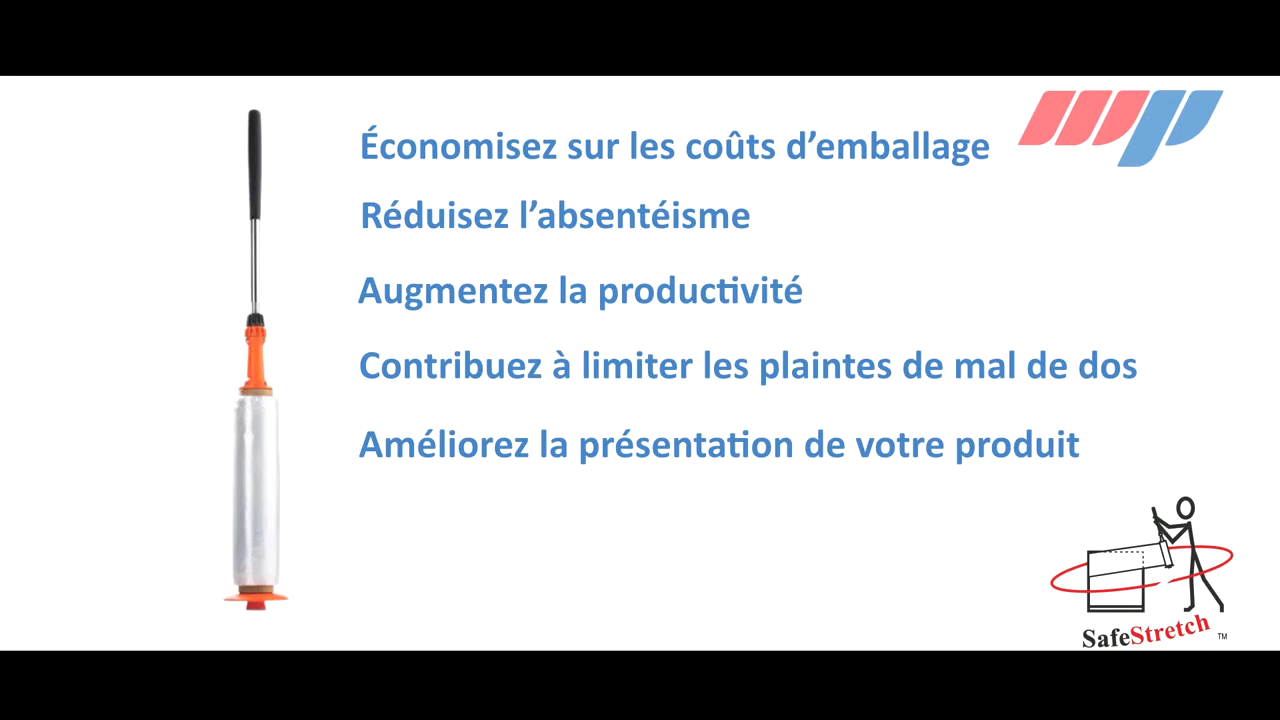 Économisez sur les coûts d’emballage
mp
Réduisez l’absentéisme
Augmentez la productivité
Contribuez à limiter les plaintes de mal de dos
Améliorez la présentation de votre produit
SafeStretch TM